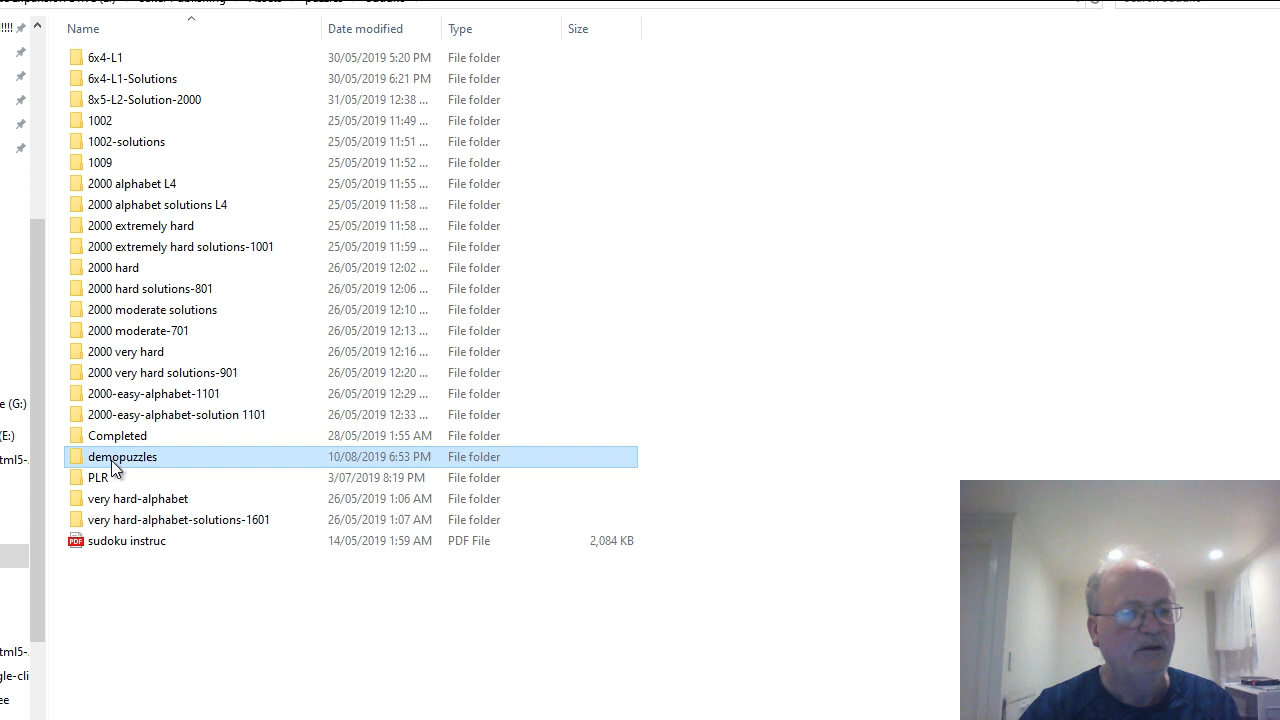 !!!!!
Name Date modified Type Size
6x4-L1 30/05/2019 5:20 PM File folder
6x4-L1-Solutions 30/05/2019 6:21 PM File folder
8x5-L2-Solution-2000 31/05/2019 12:38 ... File folder
1002 25/05/2019 11:49 ... File folder
1002-solutions 25/05/2019 11:51 ... File folder
1009 25/05/2019 11:52 ... File folder
2000 alphabet L4 25/05/2019 11:55 ... File folder
2000 alphabet solutions L4 25/05/2019 11:58 ... File folder
2000 extremely hard 25/05/2019 11:58 ... File folder
2000 extremely hard solutions-1001 25/05/2019 11:59 ... File folder
2000 hard 26/05/2019 12:02 ... File folder
2000 hard solutions-801 26/05/2019 12:06 ... File folder
2000 moderate solutions 26/05/2019 12:10 ... File folder
2000 moderate-701 26/05/2019 12:13 ... File folder
2000 very hard 26/05/2019 12:16 ... File folder
2000 very hard solutions-901 26/05/2019 12:20 ... File folder
2000-easy-alphabet-1101 26/05/2019 12:29 ... File folder
e (G:)
2000-easy-alphabet-solution 1101 26/05/2019 12:33 ... File folder
(E:)
Completed 28/05/2019 1:55 AM File folder
tml5-
demopuzzles 10/08/2019 6:53 PM File folder
PLR 3/07/2019 8:19 PM File folder
very hard-alphabet 26/05/2019 1:06 AM File folder
very hard-alphabet-solutions-1601 26/05/2019 1:07 AM File folder
sudoku instruc 14/05/2019 1:59 AM PDF File 2,084 KB
tml5-
gle-cli
ee